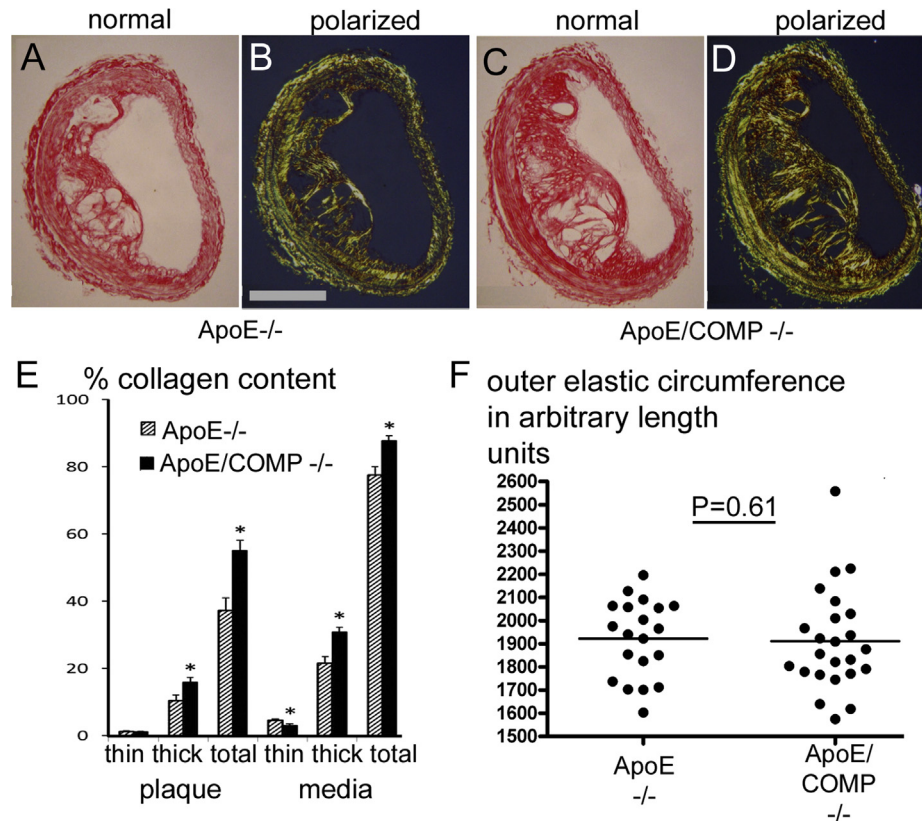 normal
polarized
normal
polarized
A
B
C
D
ApoE-/-
ApoE/COMP -/-
E
% collagen content
100
80
60
40
20
0
ApoE-/-
ApoE/COMP -/-
*
*
*
*
*
thin thick total thin thick total
plaque
media
F
outer elastic circumference
in arbitrary length
units
2600
2500
2400
2300
2200
2100
2000
1900
1800
1700
1600
1500
P=0.61
ApoE
-/-
ApoE/
COMP
-/-